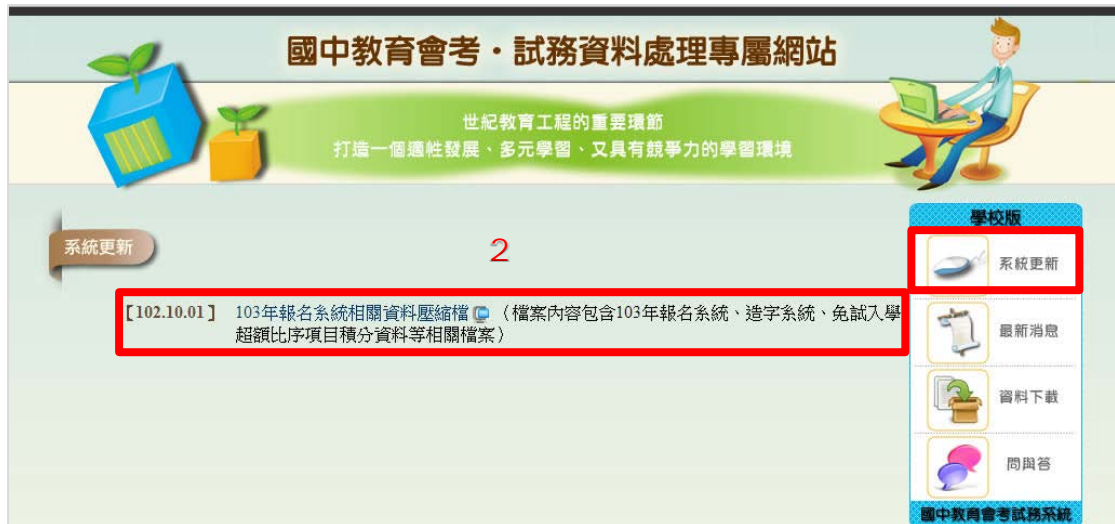 國中教育會考・試務資料處理專屬網站
世紀教育工程的重要環節
打造一個適性發展、多元學習、又具有競爭力的學習環境
系統更新
2
【102.10.01】 103年報名系統相關資料壓縮檔 （檔案內容包含103年報名系統、造字系統、免試入學
超額比序項目積分資料等相關檔案）
學校版
系統更新
最新消息
資料下載
問與答
國中教育會考試務系統